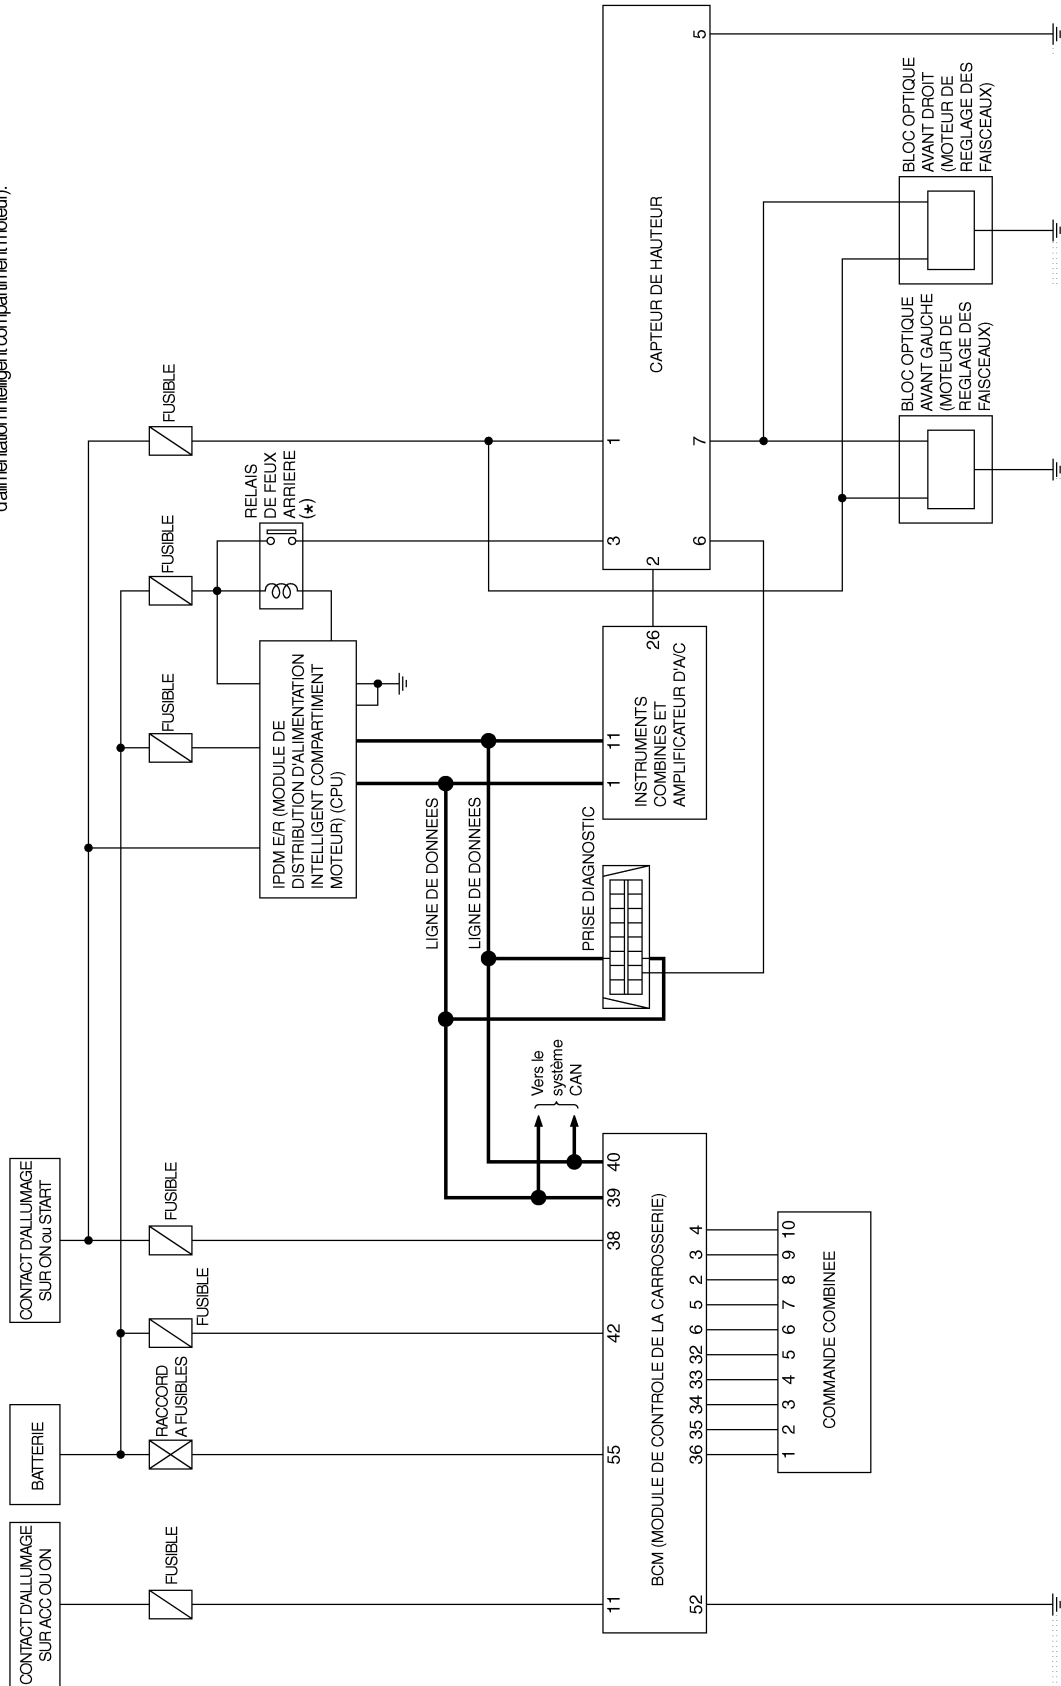 d'alimentation intelligent compartiment moteur).
CONTACT D'ALLUMAGE
SUR ACC OU ON
BATTERIE
CONTACT D'ALLUMAGE
SUR ON ou START
FUSIBLE
RACCORD
A FUSIBLES
FUSIBLE
FUSIBLE
FUSIBLE
FUSIBLE
FUSIBLE
RELAIS
DE FEUX
ARRIERE
(*)
IPDM E/R (MODULE DE
DISTRIBUTION D'ALIMENTATION
INTELLIGENT COMPARTIMENT
MOTEUR) (CPU)
LIGNE DE DONNEES
LIGNE DE DONNEES
Vers le
système
CAN
PRISE DIAGNOSTIC
11
55
42
38
39
40
BCM (MODULE DE CONTROLE DE LA CARROSSERIE)
52
36
35
34
33
32
6
5
2
3
4
1
2
3
4
5
6
7
8
9
10
COMMANDE COMBINEE
1
11
26
INSTRUMENTS
COMBINES ET
AMPLIFICATEUR D'A/C
2
3
1
CAPTEUR DE HAUTEUR
6
7
5
BLOC OPTIQUE
AVANT GAUCHE
(MOTEUR DE
REGLAGE DES
FAISCEAUX)
BLOC OPTIQUE
AVANT DROIT
(MOTEUR DE
REGLAGE DES
FAISCEAUX)